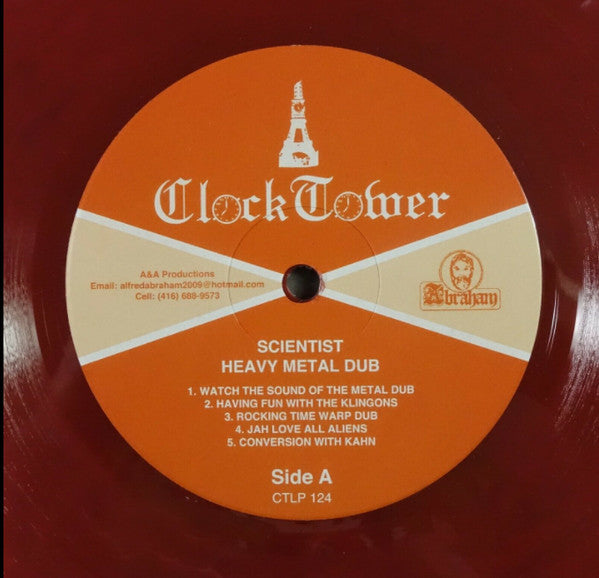 ClockTower
A&A Productions
Email: alfredabraham2009@hotmail.com
Cell: (416) 688-9573
Abraham
SCIENTIST
HEAVY METAL DUB
1. WATCH THE SOUND OF THE METAL DUB
2. HAVING FUN WITH THE KLINGONS
3. ROCKING TIME WARP DUB
4. JAH LOVE ALL ALIENS
5. CONVERSION WITH KAHN
Side A
CTLP 124